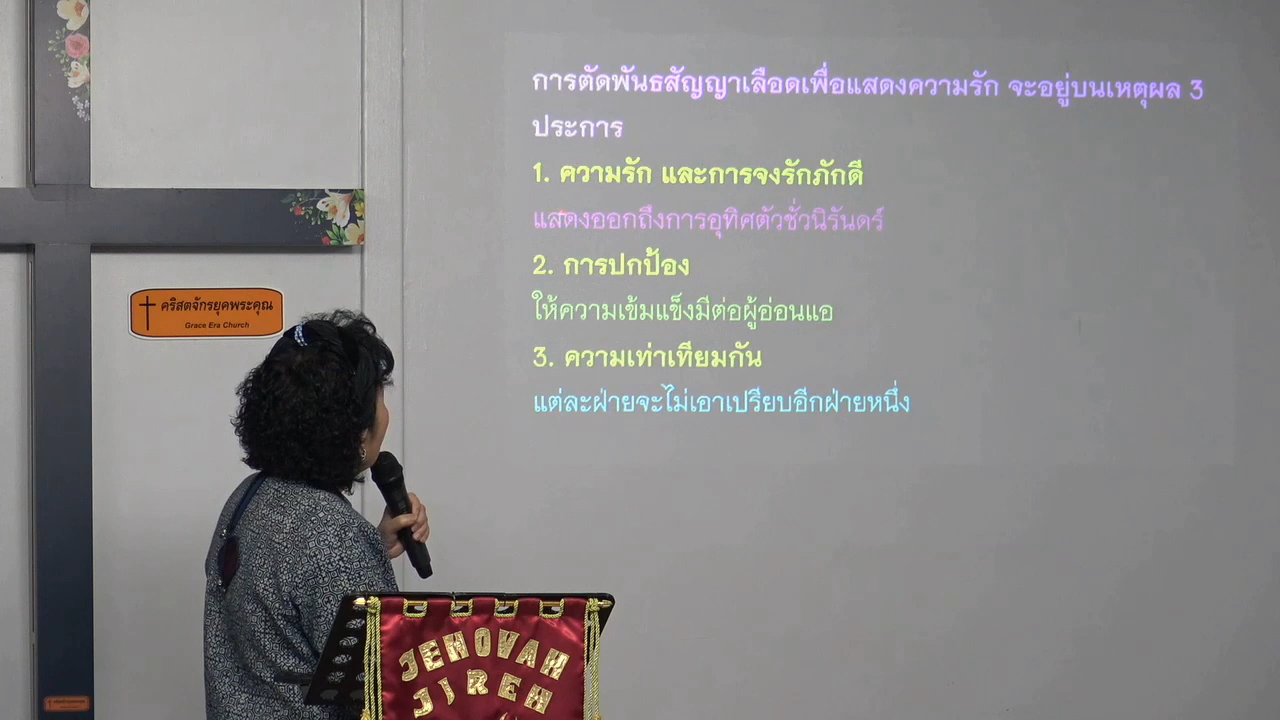 การตัดพันธสัญญาเลือดเพื่อแสดงความรัก จะอยู่บนเหตุผล 3
ประการ
1. ความรัก และการจงรักภักดี
แสดงออกถึงการอุทิศตัวชั่วนิรันดร์
2. การปกป้อง
ให้ความเข้มแข็งมีต่อผู้อ่อนแอ
3. ความเท่าเทียมกัน
แต่ละฝ่ายจะไม่เอาเปรียบอีกฝ่ายหนึ่ง
คริสตจักรยุคพระคุณ
Grace Era Church
JEHOVAH
JIREH